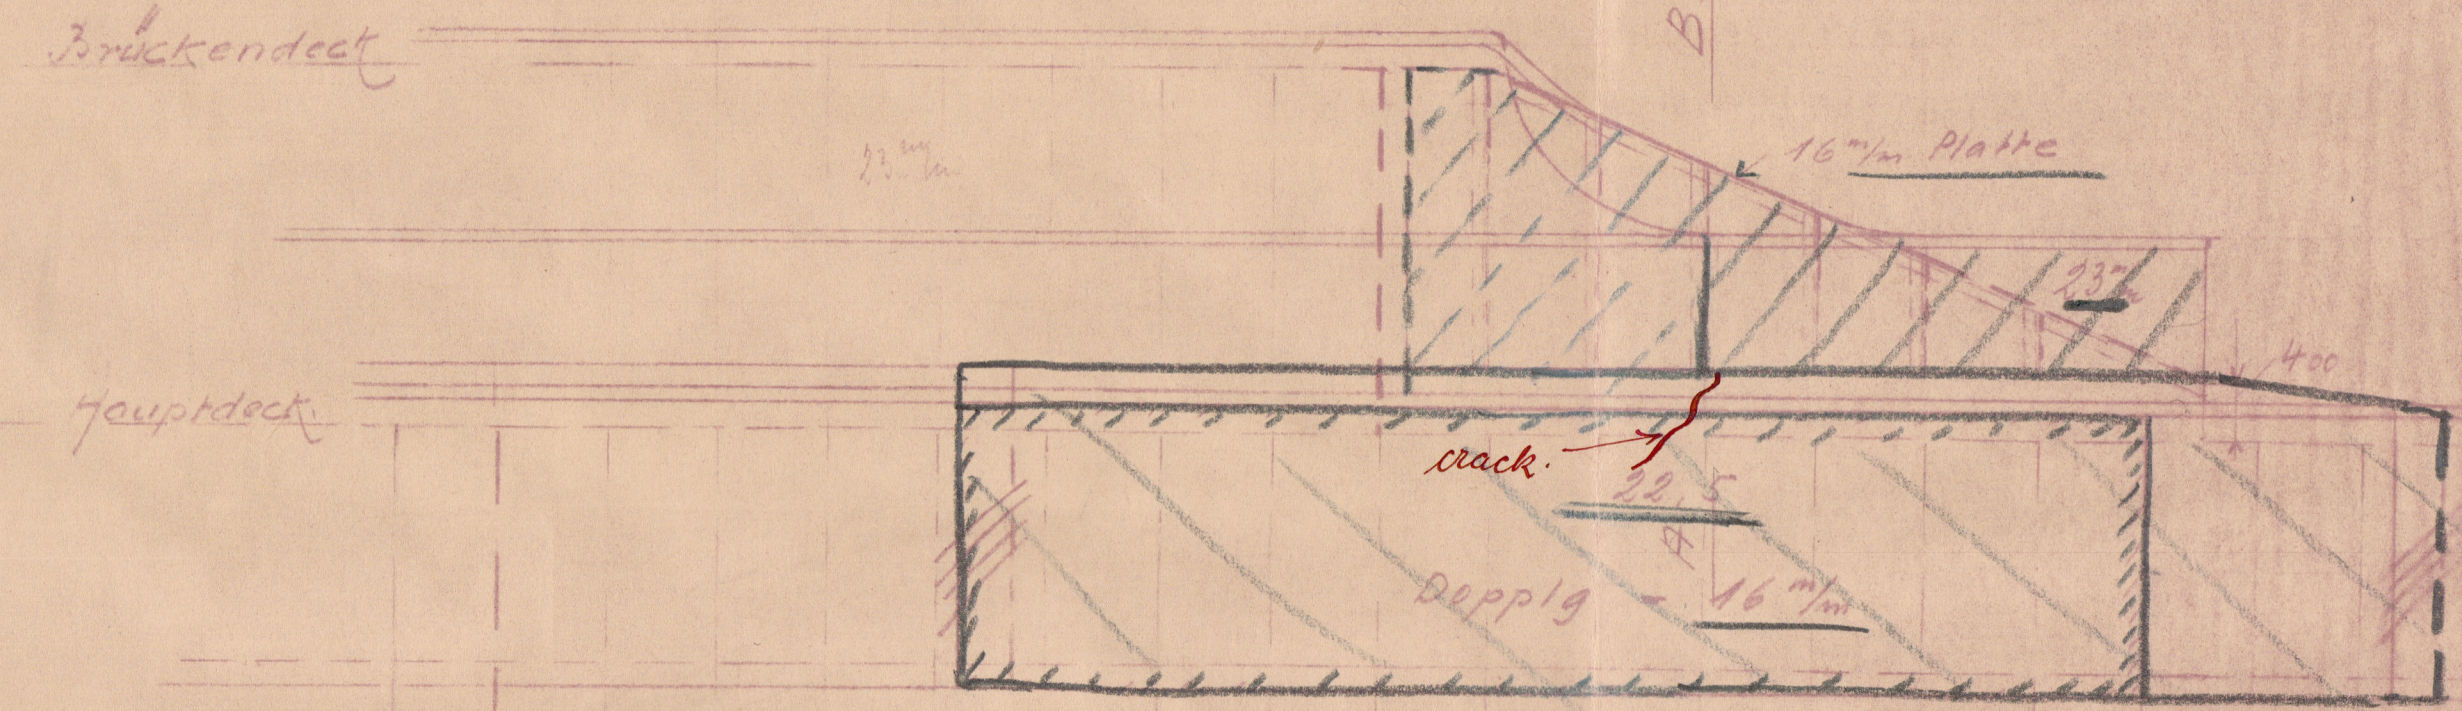 Brückendeck
B
16 m/m Platte
23 m/m
23 m/m
400
Hauptdeck.
crack.
22,5
A
Dopplg - 16 m/m